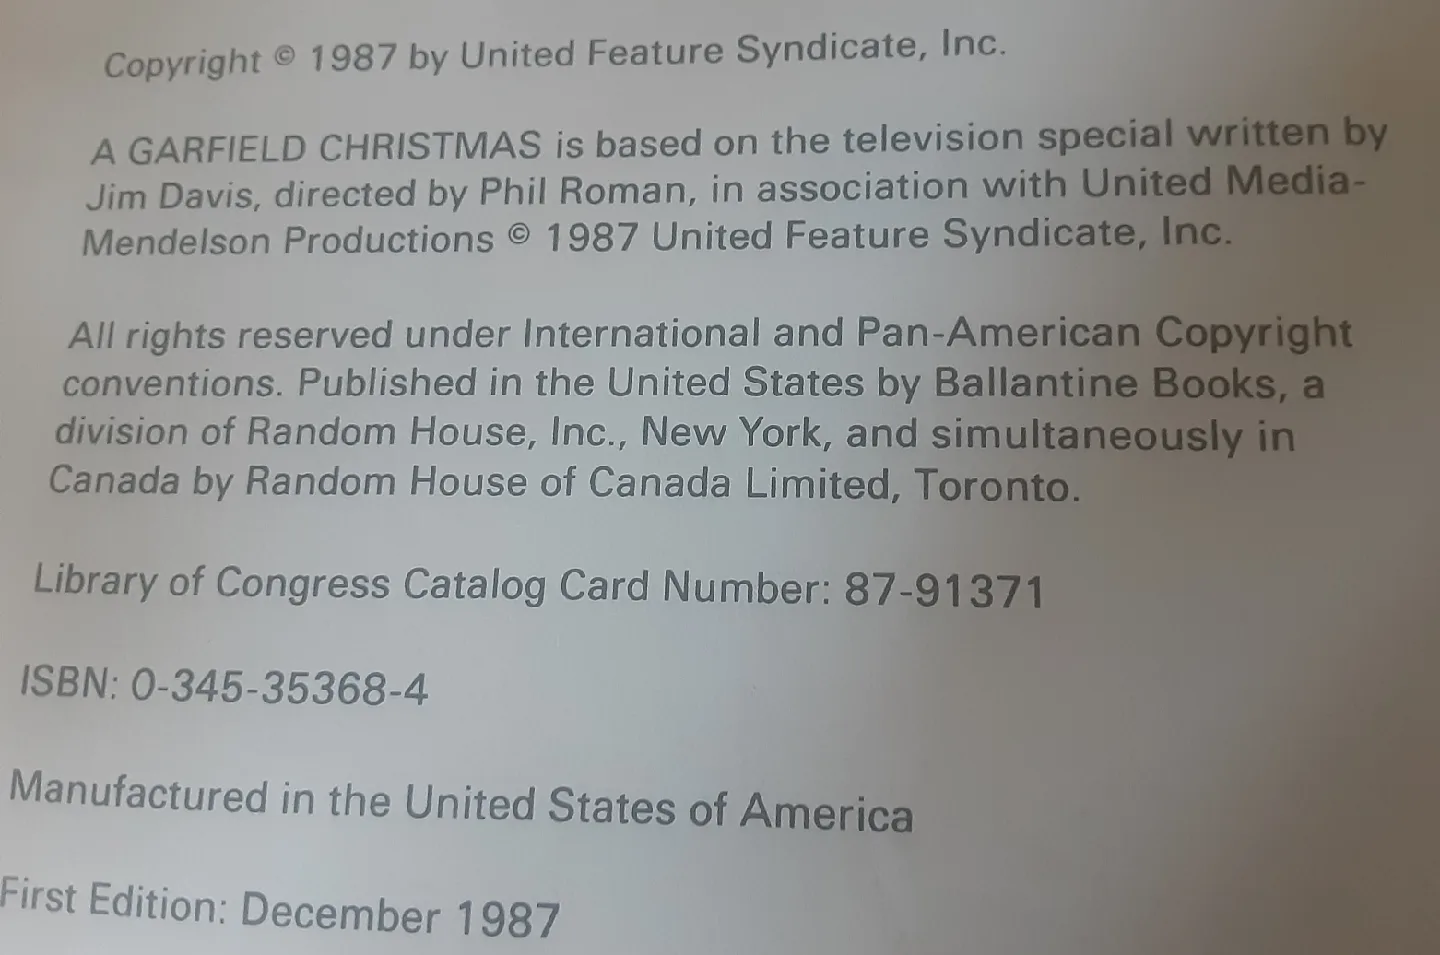 Copyright © 1987 by United Feature Syndicate, Inc.
A GARFIELD CHRISTMAS is based on the television special written by
Jim Davis, directed by Phil Roman, in association with United Media-
Mendelson Productions © 1987 United Feature Syndicate, Inc.
All rights reserved under International and Pan-American Copyright
conventions. Published in the United States by Ballantine Books, a
division of Random House, Inc., New York, and simultaneously in
Canada by Random House of Canada Limited, Toronto.
Library of Congress Catalog Card Number: 87-91371
ISBN: 0-345-35368-4
Manufactured in the United States of America
First Edition: December 1987